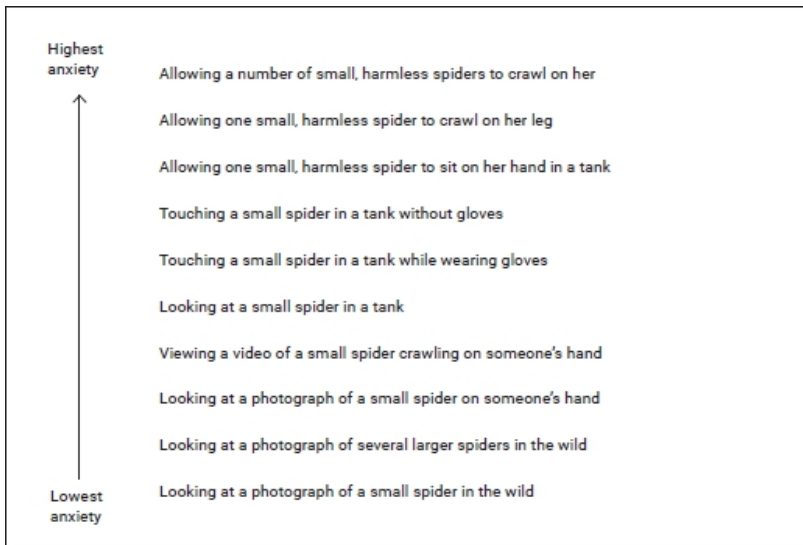 Highest
anxiety
Allowing a number of small, harmless spiders to crawl on her
Allowing one small, harmless spider to crawl on her leg
Allowing one small, harmless spider to sit on her hand in a tank
Touching a small spider in a tank without gloves
Touching a small spider in a tank while wearing gloves
Looking at a small spider in a tank
Viewing a video of a small spider crawling on someone's hand
Looking at a photograph of a small spider on someone's hand
Looking at a photograph of several larger spiders in the wild
Looking at a photograph of a small spider in the wild
Lowest
anxiety